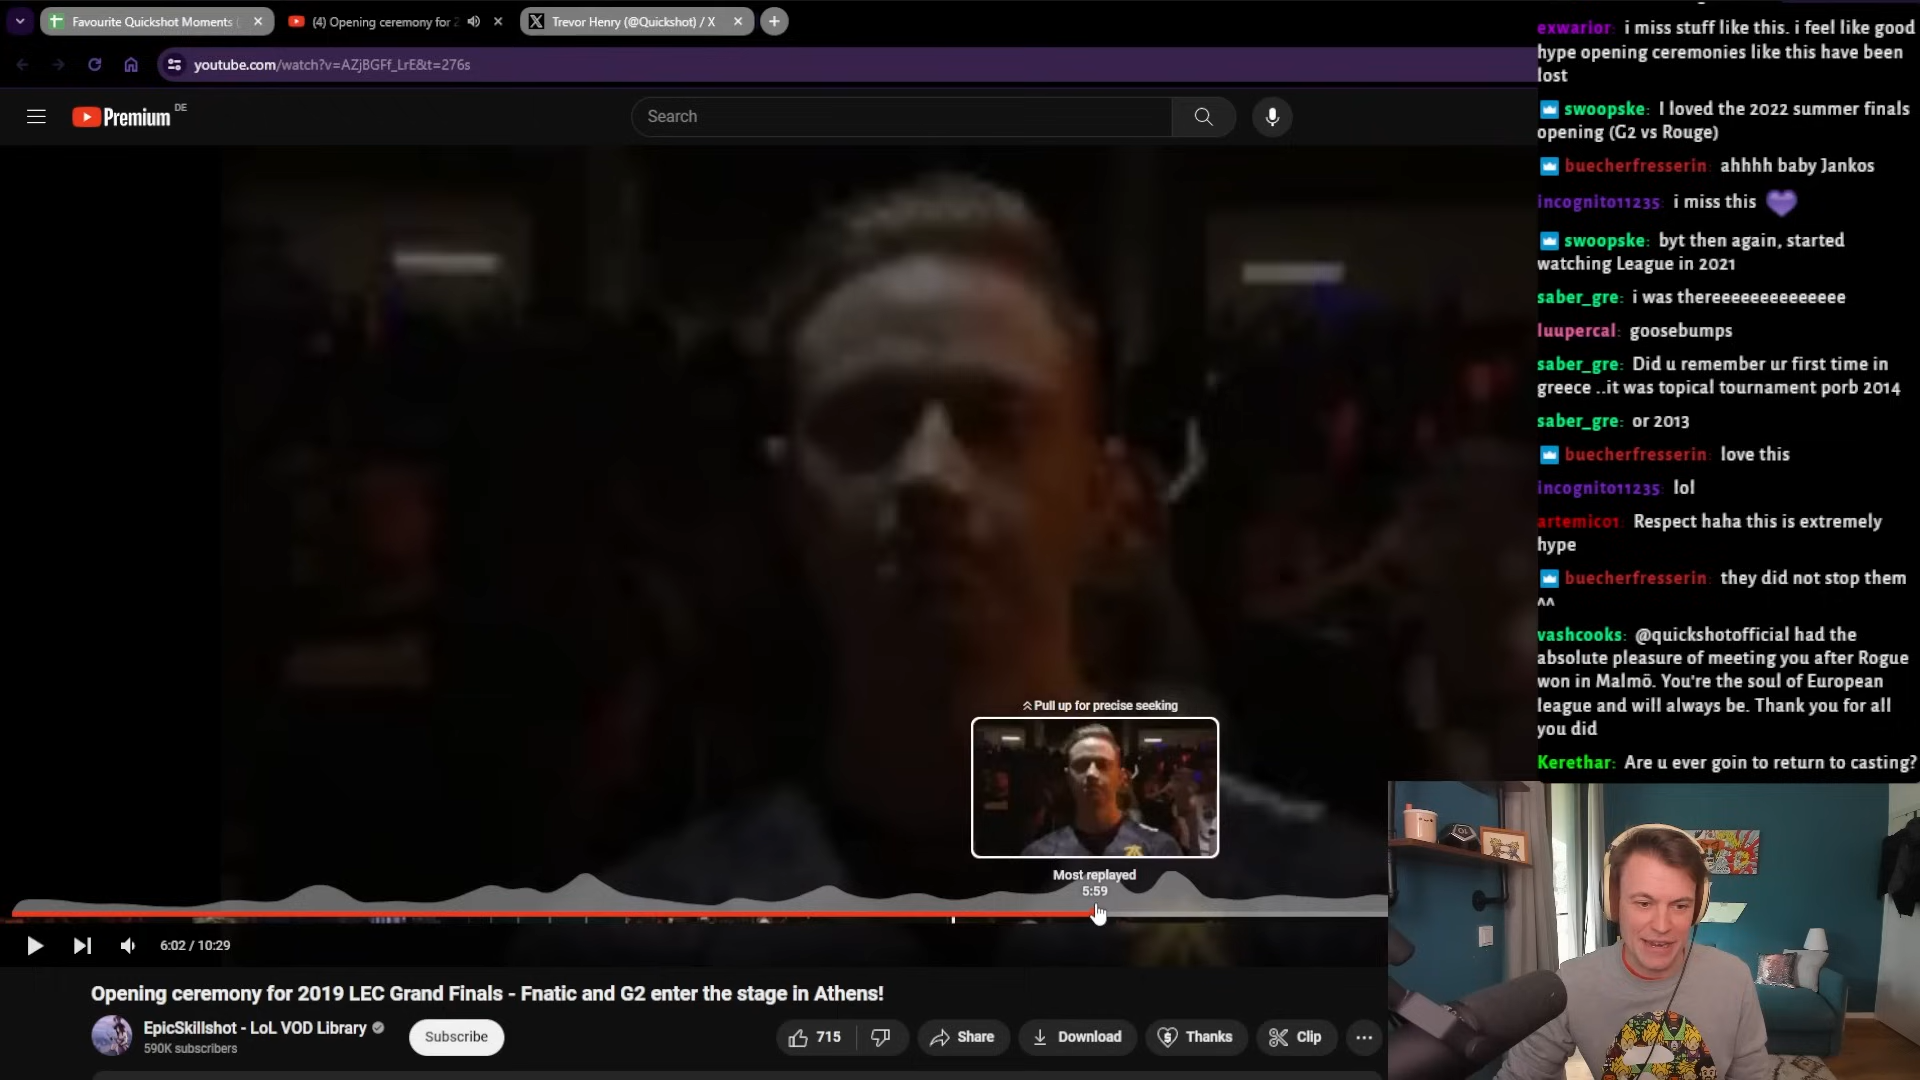 Favourite Quickshot Moments
(4) Opening ceremony for 2
Trevor Henry (@Quickshot) / X
youtube.com/watch?v=AZjBGFf_LrE&t=276s
Premium
DE
Search
exwarior: i miss stuff like this. i feel like good
hype opening ceremonies like this have been
lost
swoopske: I loved the 2022 summer finals
opening (G2 vs Rouge)
buecherfresserin: ahhhh baby Jankos
incognito11235: i miss this
swoopske: byt then again, started
watching League in 2021
saber_gre: i was thereeeeeeeeeeeeee
luupercal: goosebumps
saber_gre: Did u remember ur first time in
greece ..it was topical tournament porb 2014
saber_gre: or 2013
buecherfresserin: love this
incognito11235: lol
artemico1: Respect haha this is extremely
hype
buecherfresserin: they did not stop them
^^
vashcooks: @quickshotofficial had the
absolute pleasure of meeting you after Rogue
won in Malmö. You're the soul of European
league and will always be. Thank you for all
you did
Kerethar: Are u ever goin to return to casting?
Pull up for precise seeking
Most replayed
5:59
6:02 / 10:29
Opening ceremony for 2019 LEC Grand Finals - Fnatic and G2 enter the stage in Athens!
EpicSkillshot - LoL VOD Library
590K subscribers
Subscribe
715
Share
Download
Thanks
Clip